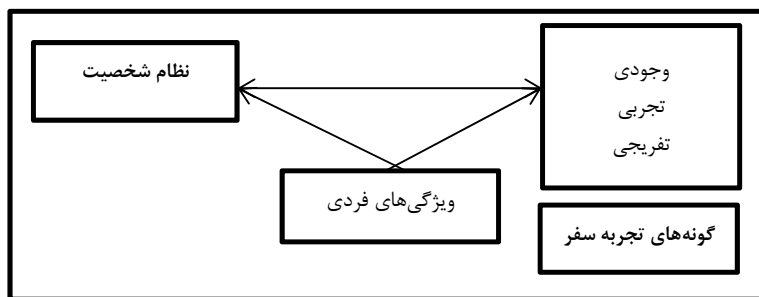 نظام شخصیت
وجودی
تجربی
تفریجی
ویژگی‌های فردی
گونه‌های تجربه سفر